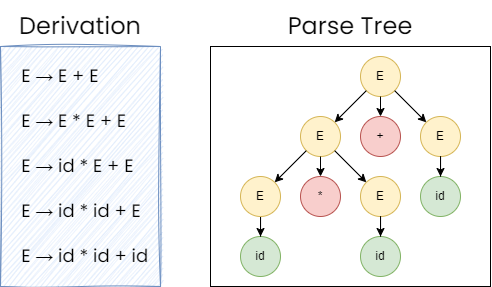 Derivation
E → E + E
E → E * E + E
E → id * E + E
E → id * id + E
E → id * id + id
Parse Tree
E
E + E
E * E id
id id